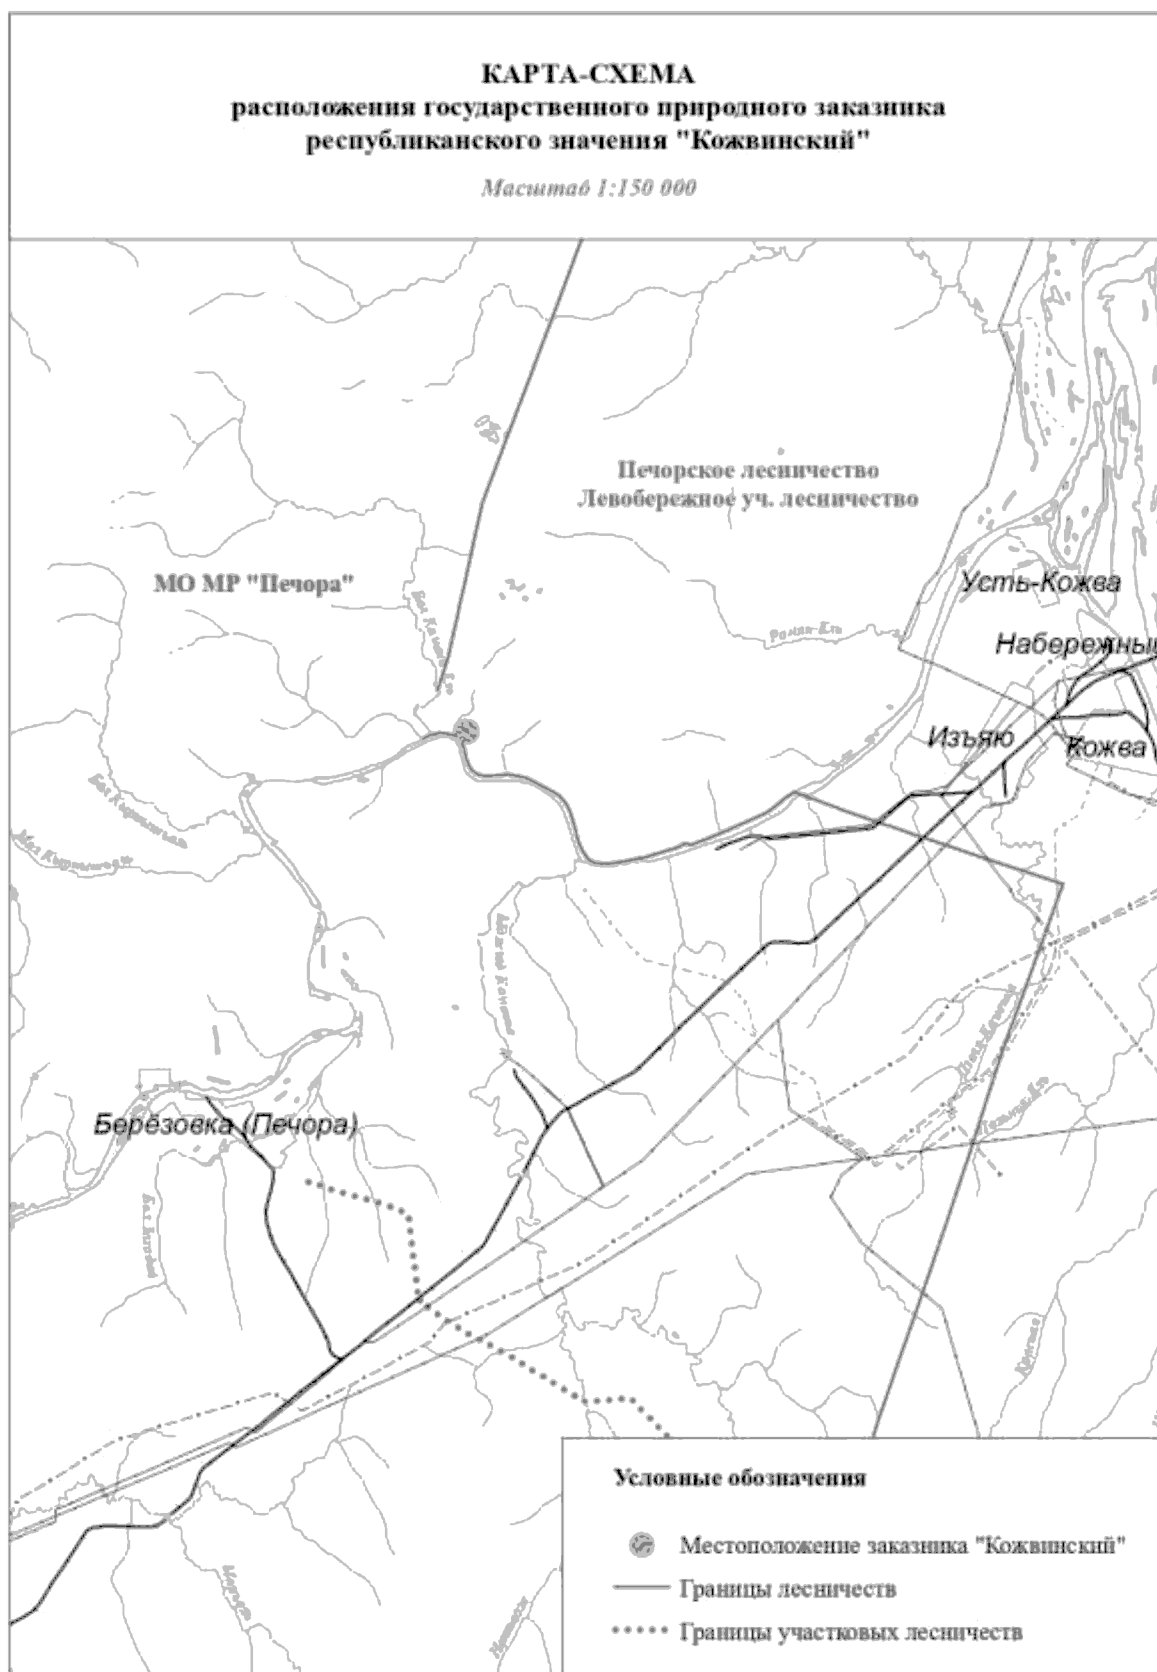 КАРТА-СХЕМА
расположения государственного природного заказника
республиканского значения "Кожвинский"
Масштаб 1:150 000
Печорское лесничество
Левобережное уч. лесничество
МО МР "Печора"
Усть-Кожва
Набережный
Изъяю
Кожва
Берёзовка (Печора)
Условные обозначения
Местоположение заказника "Кожвинский"
Границы лесничеств
Границы участковых лесничеств